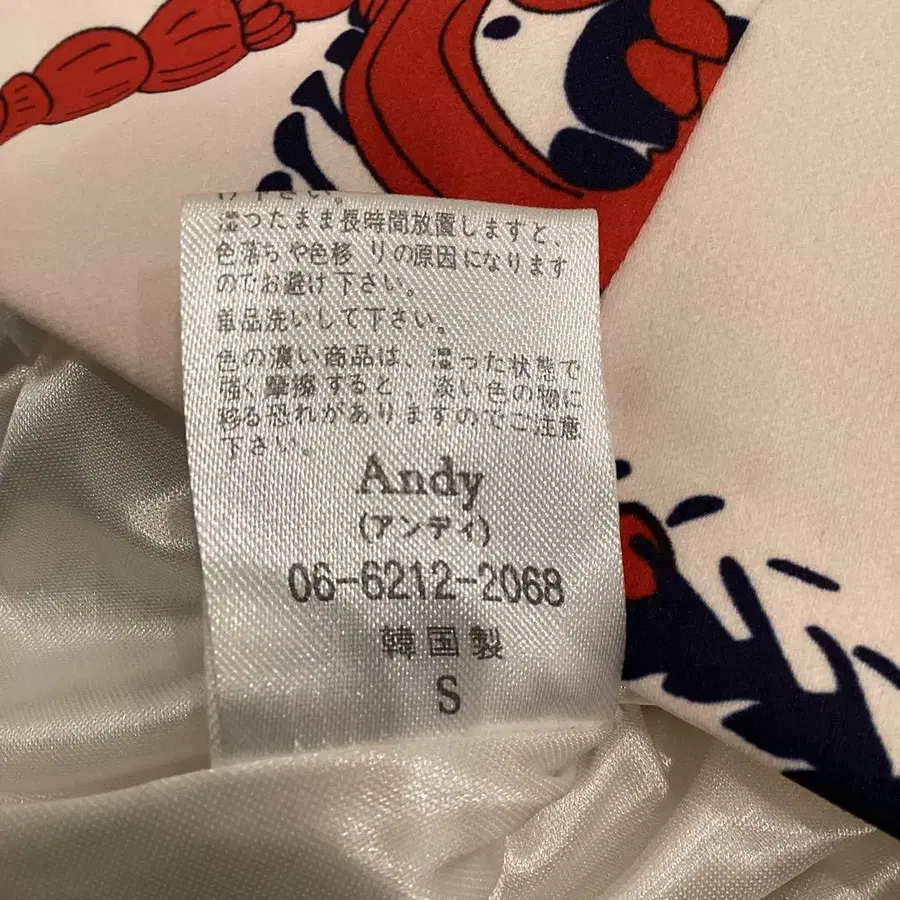 け下さい。
湿ったまま長時間放置しますと、
色落ちや色移 リの原因になります
のでお避け下さい。
単品洗いして下さい。
色の濃い商品は、湿った状態で
強く摩擦すると、淡い色の物に
移る恐れがありますのでご注意
下さい。
Andy
(アンディ)
06-6212-2068
韓国製
S